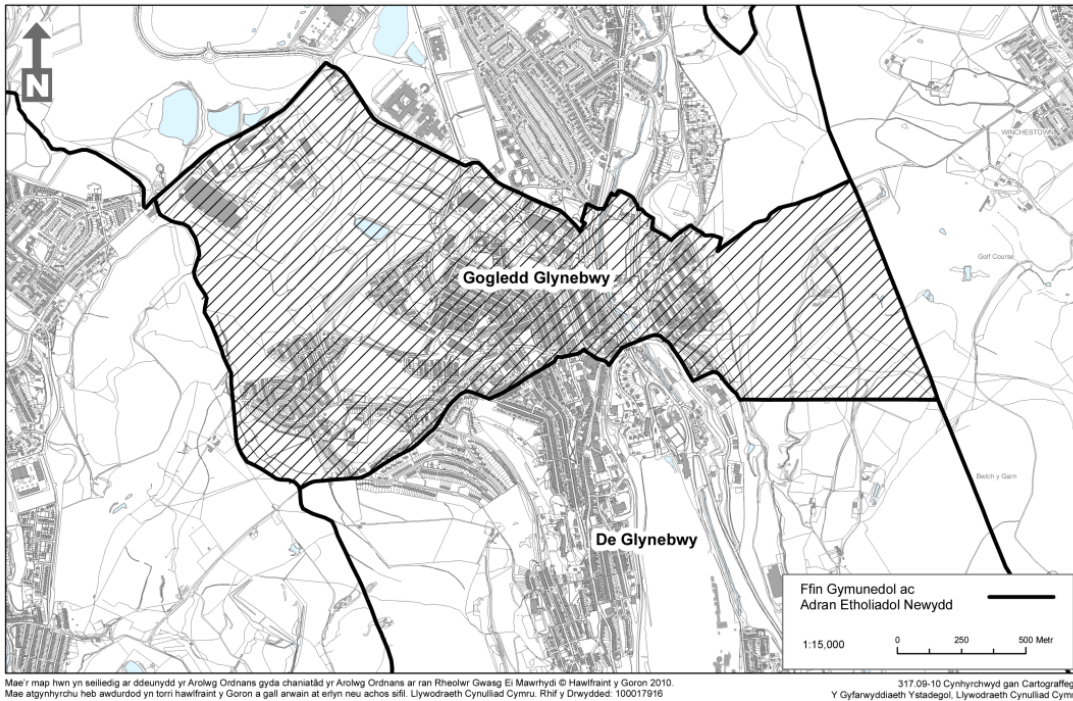 N
WINCHESTOWN
Golf Course
Gogledd Glynebwy
Bwlch y Garn
De Glynebwy
Ffin Gymunedol ac
Adran Etholiadol Newydd
1:15,000
0 250 500 Metr
Mae'r map hwn yn seiliedig ar ddeunydd yr Arolwg Ordnans gyda chaniatâd yr Arolwg Ordnans ar ran Rheolwr Gwasg Ei Mawrhydi © Hawlfraint y Goron 2010.
Mae atgynhyrchu heb awdurdod yn torri hawlfraint y Goron a gall arwain at erlyn neu achos sifil. Llywodraeth Cynulliad Cymru. Rhif y Drwydded: 100017916
317.09-10 Cynhyrchwyd gan Cartograffeg
Y Gyfarwyddiaeth Ystadegol, Llywodraeth Cynulliad Cymru